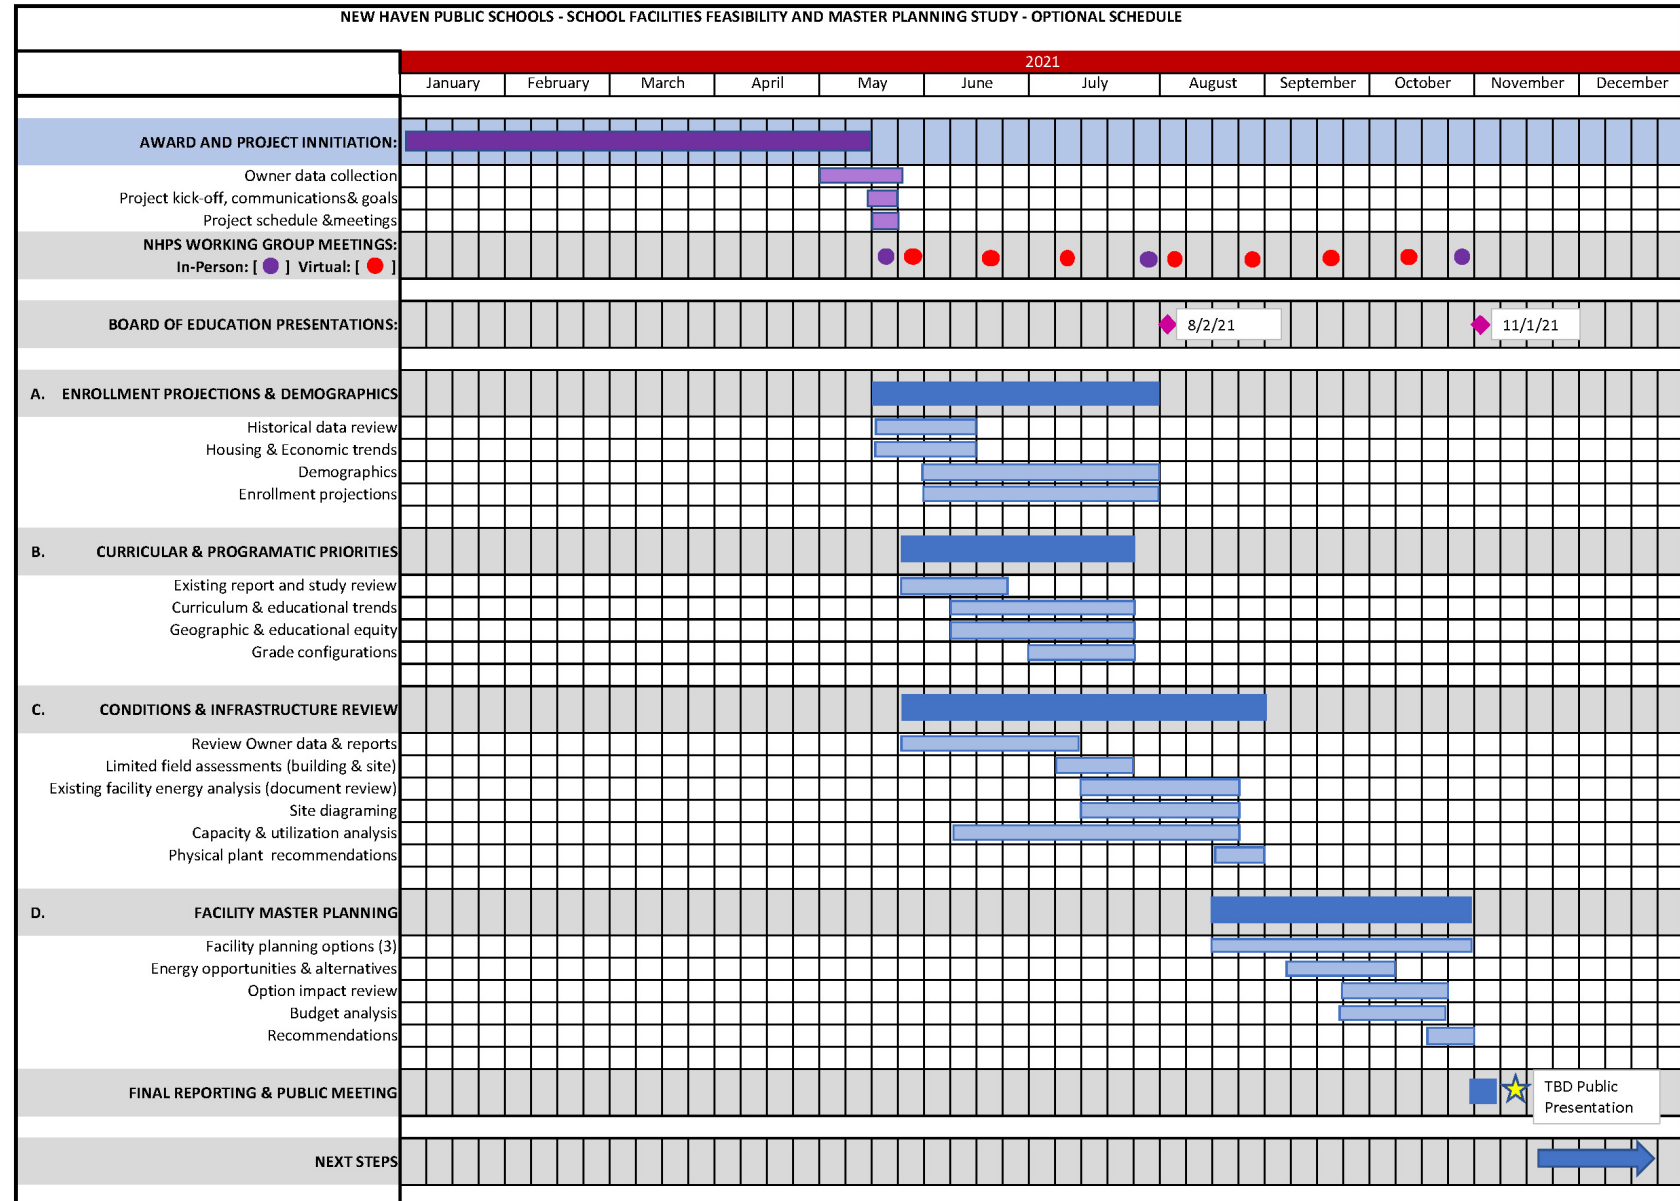 NEW HAVEN PUBLIC SCHOOLS - SCHOOL FACILITIES FEASIBILITY AND MASTER PLANNING STUDY - OPTIONAL SCHEDULE
2021
January February March April May June July August September October November December
AWARD AND PROJECT INNITIATION:
Owner data collection
Project kick-off, communications& goals
Project schedule &meetings
NHPS WORKING GROUP MEETINGS:
In-Person: [ ] Virtual: [ ]
BOARD OF EDUCATION PRESENTATIONS: 8/2/21 11/1/21
A. ENROLLMENT PROJECTIONS & DEMOGRAPHICS
Historical data review
Housing & Economic trends
Demographics
Enrollment projections
B. CURRICULAR & PROGRAMATIC PRIORITIES
Existing report and study review
Curriculum & educational trends
Geographic & educational equity
Grade configurations
C. CONDITIONS & INFRASTRUCTURE REVIEW
Review Owner data & reports
Limited field assessments (building & site)
Existing facility energy analysis (document review)
Site diagraming
Capacity & utilization analysis
Physical plant recommendations
D. FACILITY MASTER PLANNING
Facility planning options (3)
Energy opportunities & alternatives
Option impact review
Budget analysis
Recommendations
FINAL REPORTING & PUBLIC MEETING
TBD Public
Presentation
NEXT STEPS